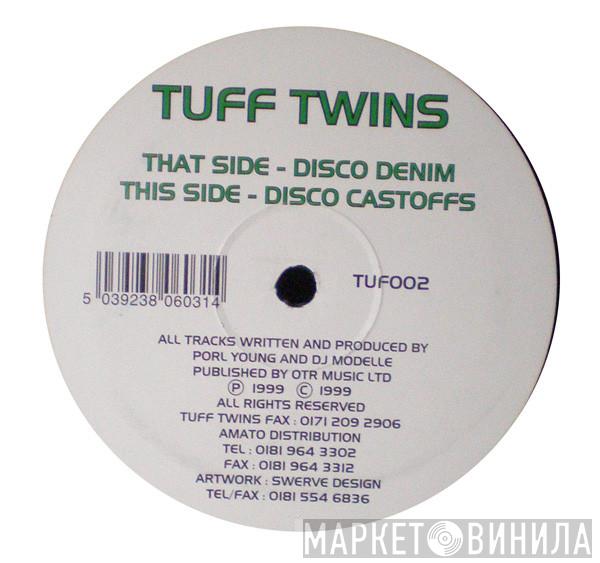 TUFF TWINS
THAT SIDE - DISCO DENIM
THIS SIDE - DISCO CASTOFFS
5 039238 060314
TUF002
ALL TRACKS WRITTEN AND PRODUCED BY
PORL YOUNG AND DJ MODELLE
PUBLISHED BY OTR MUSIC LTD
Ⓟ 1999 Ⓒ 1999
ALL RIGHTS RESERVED
TUFF TWINS FAX : 0171 209 2906
AMATO DISTRIBUTION
TEL : 0181 964 3302
FAX : 0181 964 3312
ARTWORK : SWERVE DESIGN
TEL/FAX : 0181 554 6836
МАРКЕТ ВИНИЛА